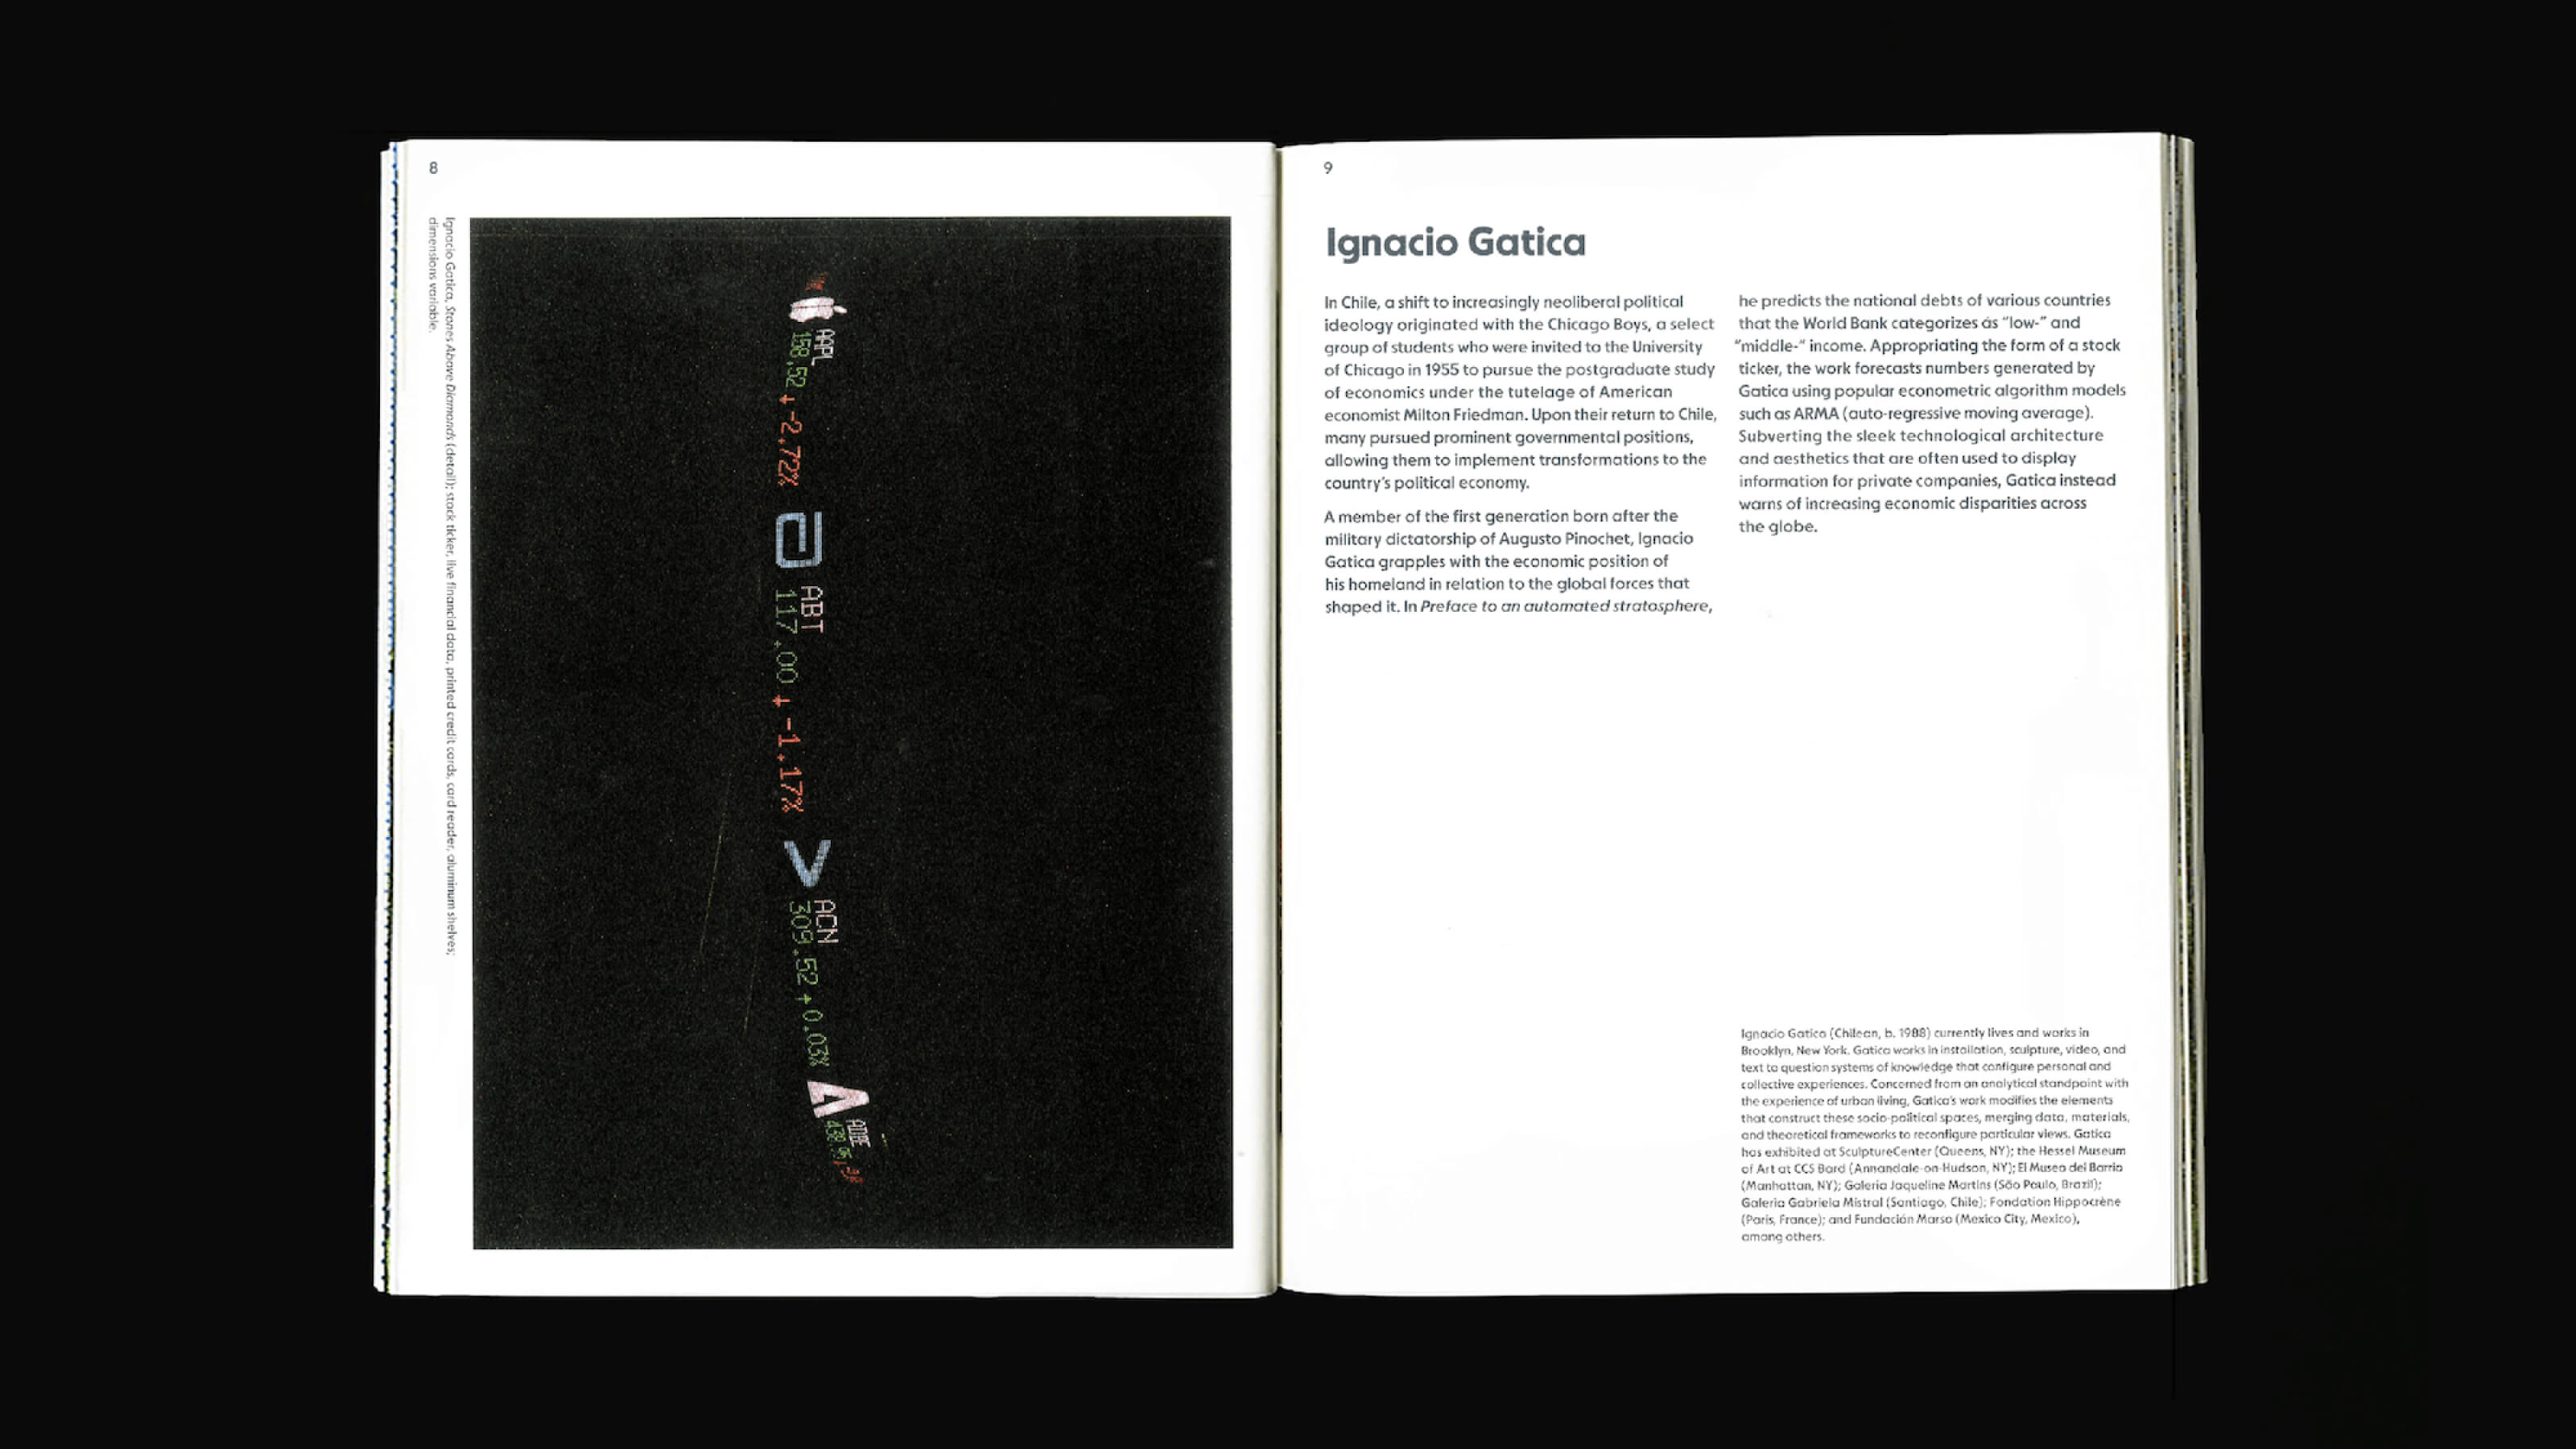 8
Ignacio Gatica, Stones Above Diamonds (detail); stock ticker, live financial data, printed credit cards, card reader, aluminum shelves;
dimensions variable.
AAPL
158.52 -2.72%
ABT
117.00 -1.17%
ACN
309.52 +0.03%
ADBE
9
Ignacio Gatica
In Chile, a shift to increasingly neoliberal political
ideology originated with the Chicago Boys, a select
group of students who were invited to the University
of Chicago in 1955 to pursue the postgraduate study
of economics under the tutelage of American
economist Milton Friedman. Upon their return to Chile,
many pursued prominent governmental positions,
allowing them to implement transformations to the
country's political economy.
A member of the first generation born after the
military dictatorship of Augusto Pinochet, Ignacio
Gatica grapples with the economic position of
his homeland in relation to the global forces that
shaped it. In Preface to an automated stratosphere,
he predicts the national debts of various countries
that the World Bank categorizes as "low-" and
"middle-" income. Appropriating the form of a stock
ticker, the work forecasts numbers generated by
Gatica using popular econometric algorithm models
such as ARMA (auto-regressive moving average).
Subverting the sleek technological architecture
and aesthetics that are often used to display
information for private companies, Gatica instead
warns of increasing economic disparities across
the globe.
Ignacio Gatica (Chilean, b. 1988) currently lives and works in
Brooklyn, New York. Gatica works in installation, sculpture, video, and
text to question systems of knowledge that configure personal and
collective experiences. Concerned from an analytical standpoint with
the experience of urban living, Gatica's work modifies the elements
that construct these socio-political spaces, merging data, materials,
and theoretical frameworks to reconfigure particular views. Gatica
has exhibited at SculptureCenter (Queens, NY); the Hessel Museum
of Art at CCS Bard (Annandale-on-Hudson, NY); El Museo del Barrio
(Manhattan, NY); Galeria Jaqueline Martins (São Paulo, Brazil);
Galeria Gabriela Mistral (Santiago, Chile); Fondation Hippocrène
(Paris, France); and Fundación Marso (Mexico City, Mexico),
among others.